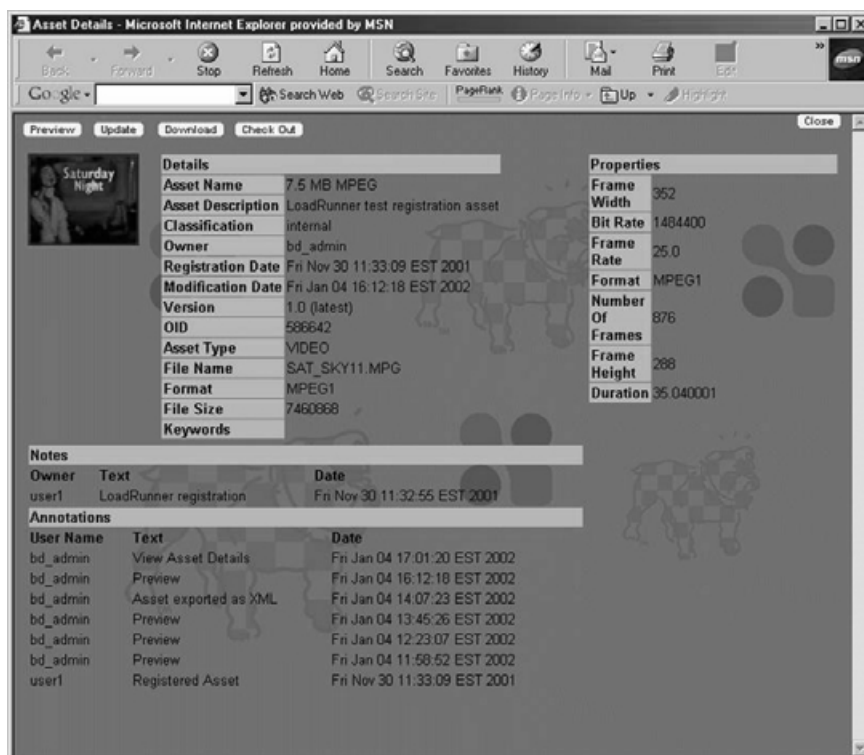 Asset Details - Microsoft Internet Explorer provided by MSN
Back Forward Stop Refresh Home Search Favorites History Mail Print Edit »
msn
Google Search Web Search Site PageRank Page Info Up Highlight
Preview Update Download Check Out Close
Saturday
Night
Details
Asset Name 7.5 MB MPEG
Asset Description LoadRunner test registration asset
Classification internal
Owner bd_admin
Registration Date Fri Nov 30 11:33:09 EST 2001
Modification Date Fri Jan 04 16:12:18 EST 2002
Version 1.0 (latest)
OID 586642
Asset Type VIDEO
File Name SAT_SKY11.MPG
Format MPEG1
File Size 7460868
Keywords
Properties
Frame
Width 352
Bit Rate 1484400
Frame
Rate 25.0
Format MPEG1
Number
Of
Frames 876
Frame
Height 288
Duration 35.040001
Notes
Owner Text Date
user1 LoadRunner registration Fri Nov 30 11:32:55 EST 2001
Annotations
User Name Text Date
bd_admin View Asset Details Fri Jan 04 17:01:20 EST 2002
bd_admin Preview Fri Jan 04 16:12:18 EST 2002
bd_admin Asset exported as XML Fri Jan 04 14:07:23 EST 2002
bd_admin Preview Fri Jan 04 13:45:26 EST 2002
bd_admin Preview Fri Jan 04 12:23:07 EST 2002
bd_admin Preview Fri Jan 04 11:58:52 EST 2002
user1 Registered Asset Fri Nov 30 11:33:09 EST 2001